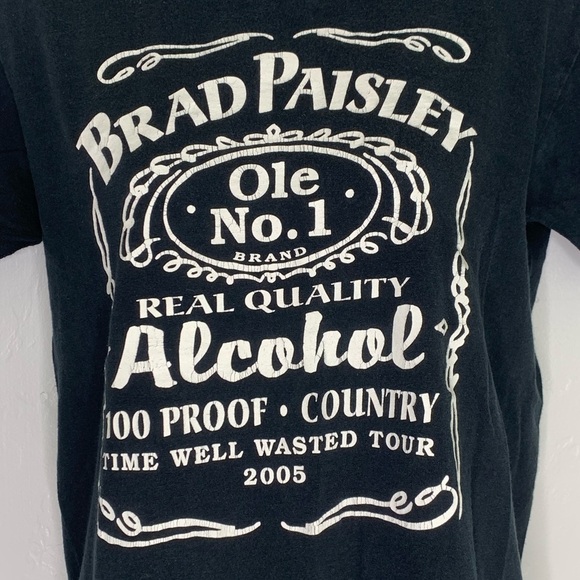 BRAD PAISLEY
Ole
No.1
BRAND
REAL QUALITY
Alcohol
100 PROOF • COUNTRY
TIME WELL WASTED TOUR
2005